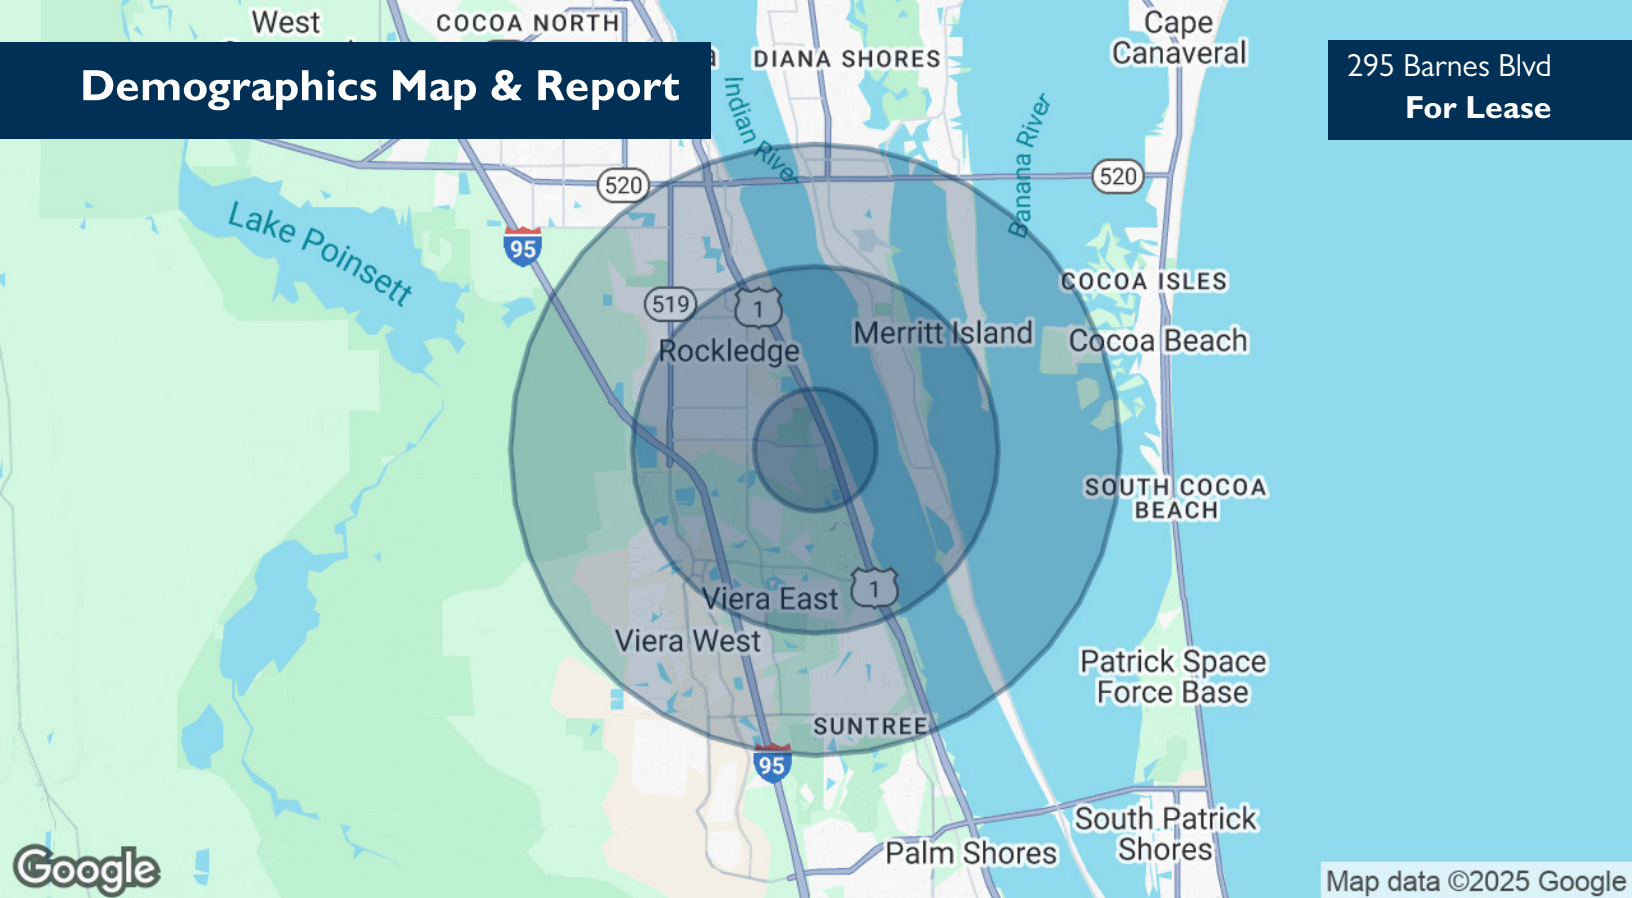 West
COCOA NORTH
DIANA SHORES
Cape
Canaveral
Demographics Map & Report
295 Barnes Blvd
For Lease
Indian River
Banana River
520
520
Lake Poinsett
95
519
1
COCOA ISLES
Rockledge
Merritt Island
Cocoa Beach
SOUTH COCOA
BEACH
1
Viera East
Viera West
Patrick Space
Force Base
SUNTREE
95
South Patrick
Shores
Palm Shores
Google
Map data ©2025 Google